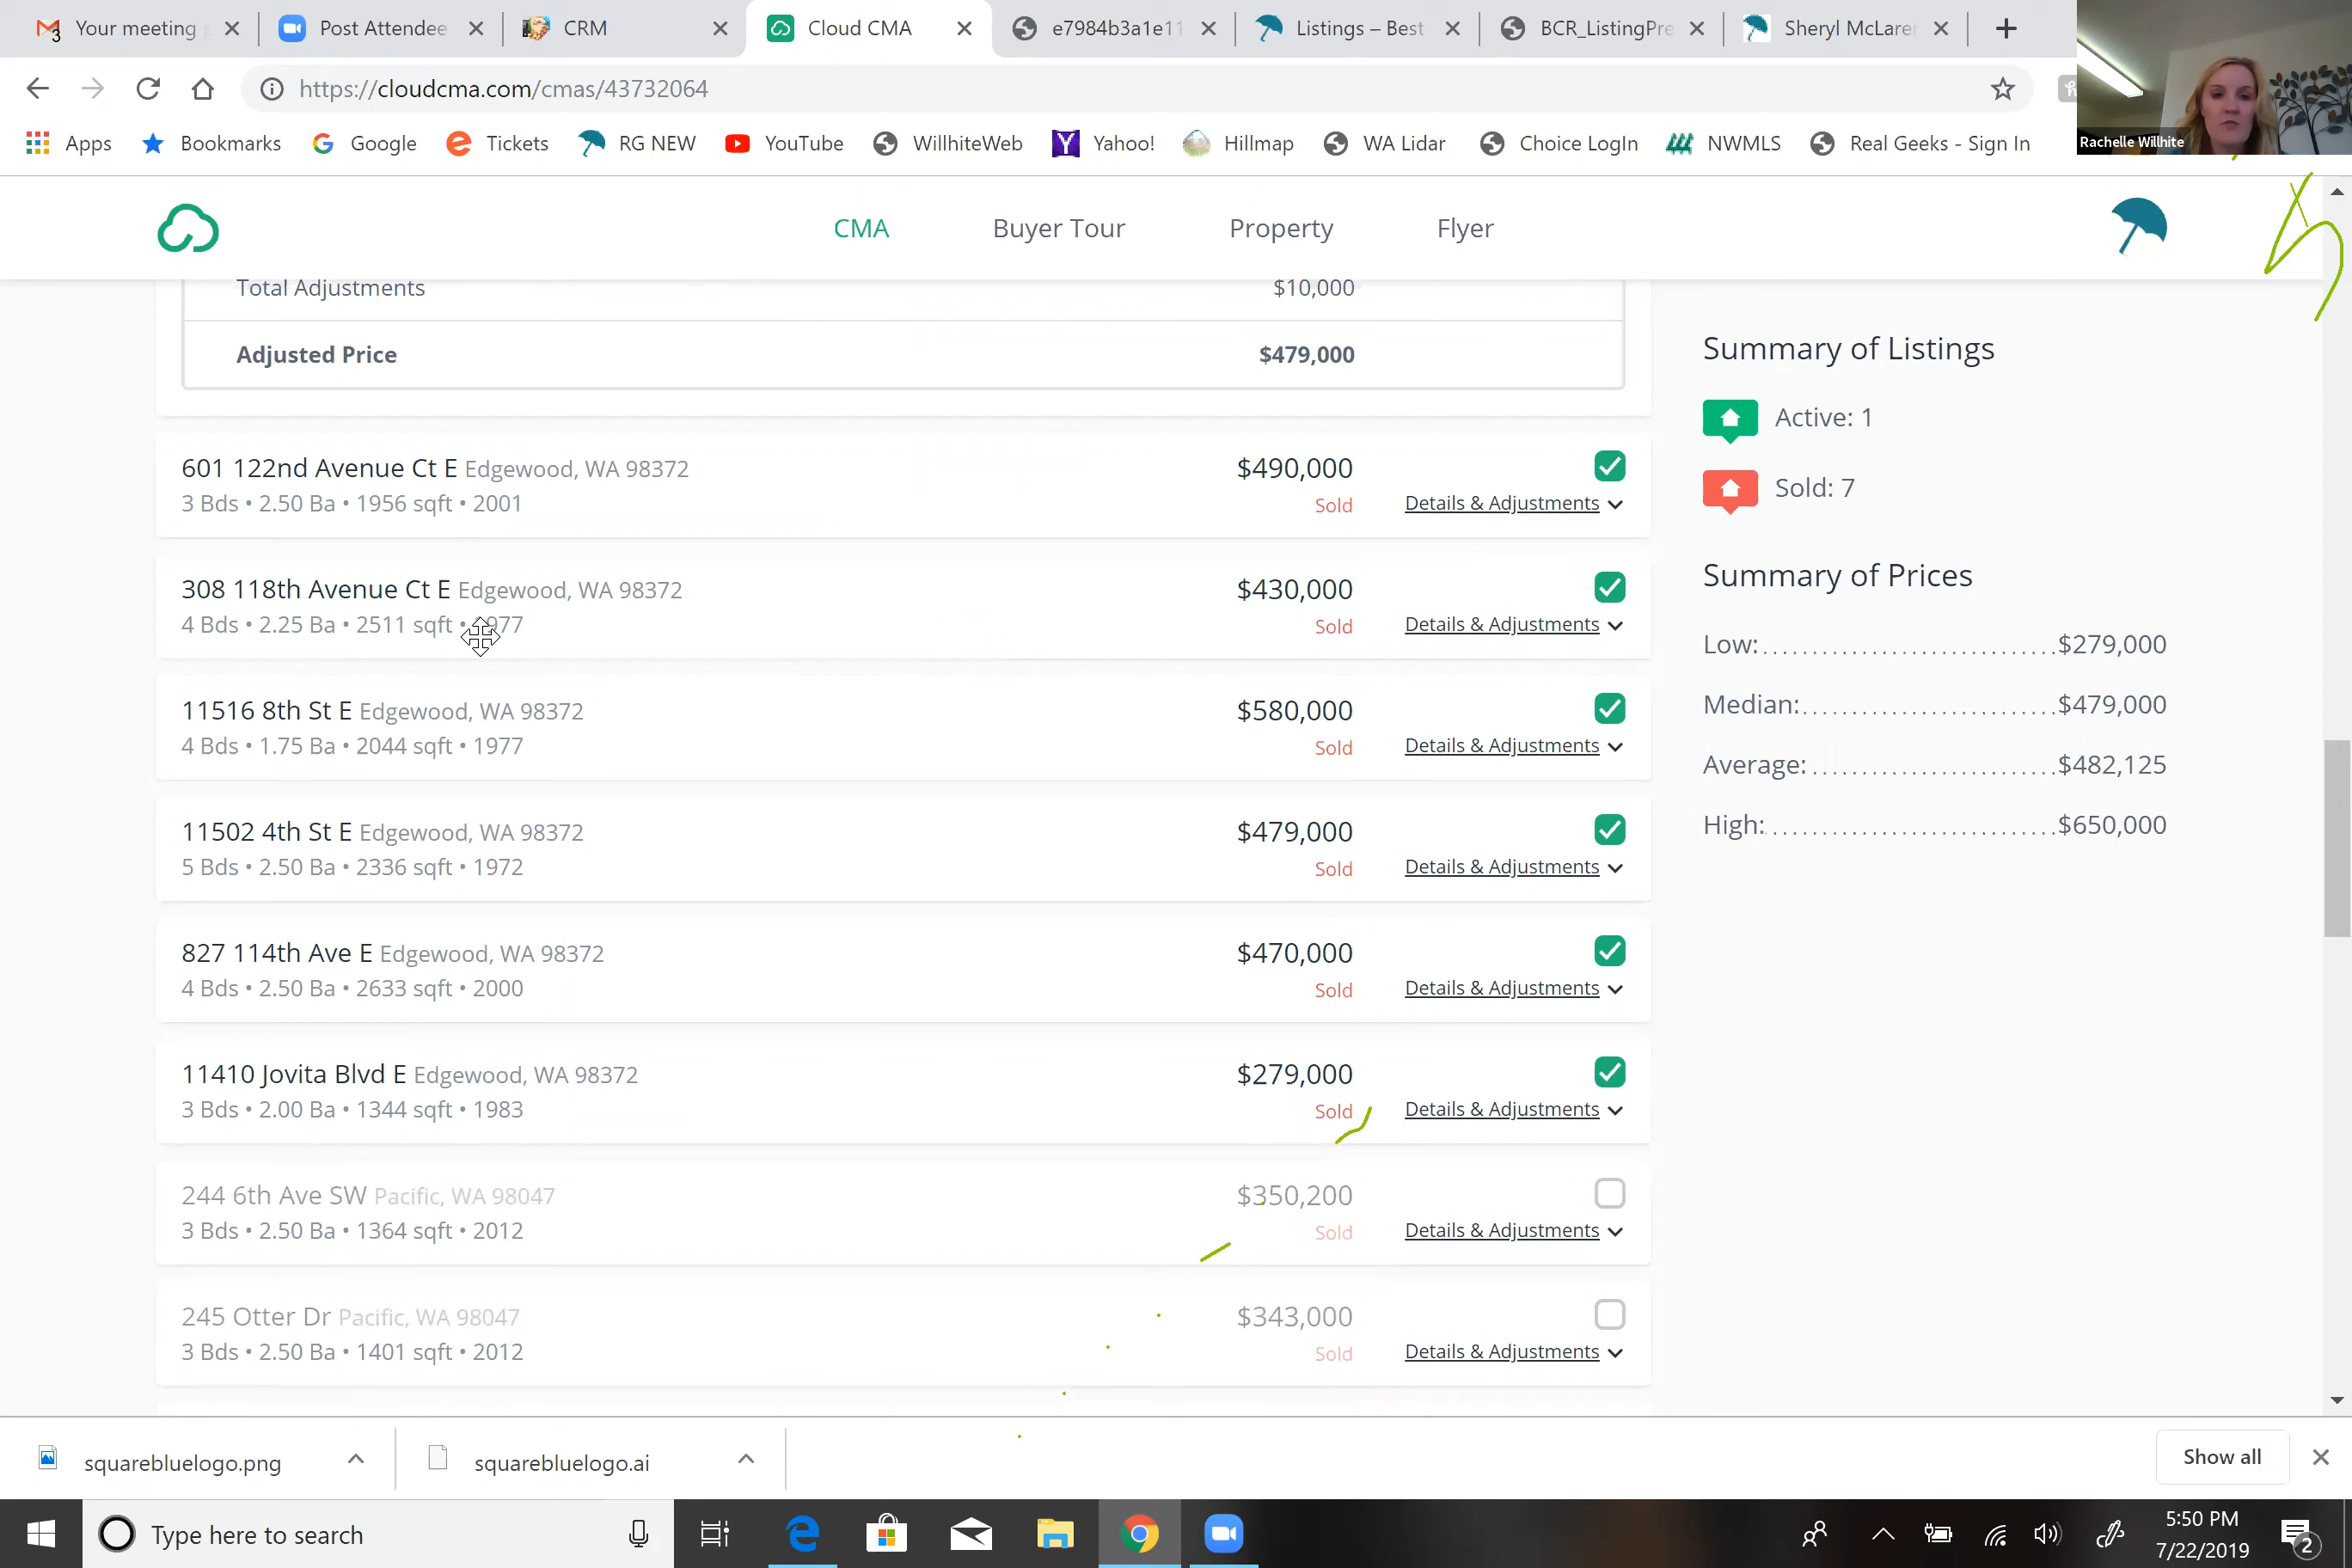 Your meeting
Post Attendee
CRM
Cloud CMA
e7984b3a1e11
Listings – Best
BCR_ListingPre
Sheryl McLaren
https://cloudcma.com/cmas/43732064
Rachelle Willhite
Apps
Bookmarks
Google
Tickets
RG NEW
YouTube
WillhiteWeb
Yahoo!
Hillmap
WA Lidar
Choice LogIn
NWMLS
Real Geeks - Sign In
CMA
Buyer Tour
Property
Flyer
Total Adjustments $10,000
Adjusted Price $479,000
601 122nd Avenue Ct E Edgewood, WA 98372 $490,000
3 Bds • 2.50 Ba • 1956 sqft • 2001 Sold Details & Adjustments
308 118th Avenue Ct E Edgewood, WA 98372 $430,000
4 Bds • 2.25 Ba • 2511 sqft • 1977 Sold Details & Adjustments
11516 8th St E Edgewood, WA 98372 $580,000
4 Bds • 1.75 Ba • 2044 sqft • 1977 Sold Details & Adjustments
11502 4th St E Edgewood, WA 98372 $479,000
5 Bds • 2.50 Ba • 2336 sqft • 1972 Sold Details & Adjustments
827 114th Ave E Edgewood, WA 98372 $470,000
4 Bds • 2.50 Ba • 2633 sqft • 2000 Sold Details & Adjustments
11410 Jovita Blvd E Edgewood, WA 98372 $279,000
3 Bds • 2.00 Ba • 1344 sqft • 1983 Sold Details & Adjustments
244 6th Ave SW Pacific, WA 98047 $350,200
3 Bds • 2.50 Ba • 1364 sqft • 2012 Sold Details & Adjustments
245 Otter Dr Pacific, WA 98047 $343,000
3 Bds • 2.50 Ba • 1401 sqft • 2012 Sold Details & Adjustments
Summary of Listings
Active: 1
Sold: 7
Summary of Prices
Low: $279,000
Median: $479,000
Average: $482,125
High: $650,000
squarebluelogo.png
squarebluelogo.ai
Show all
Type here to search
5:50 PM
7/22/2019
2